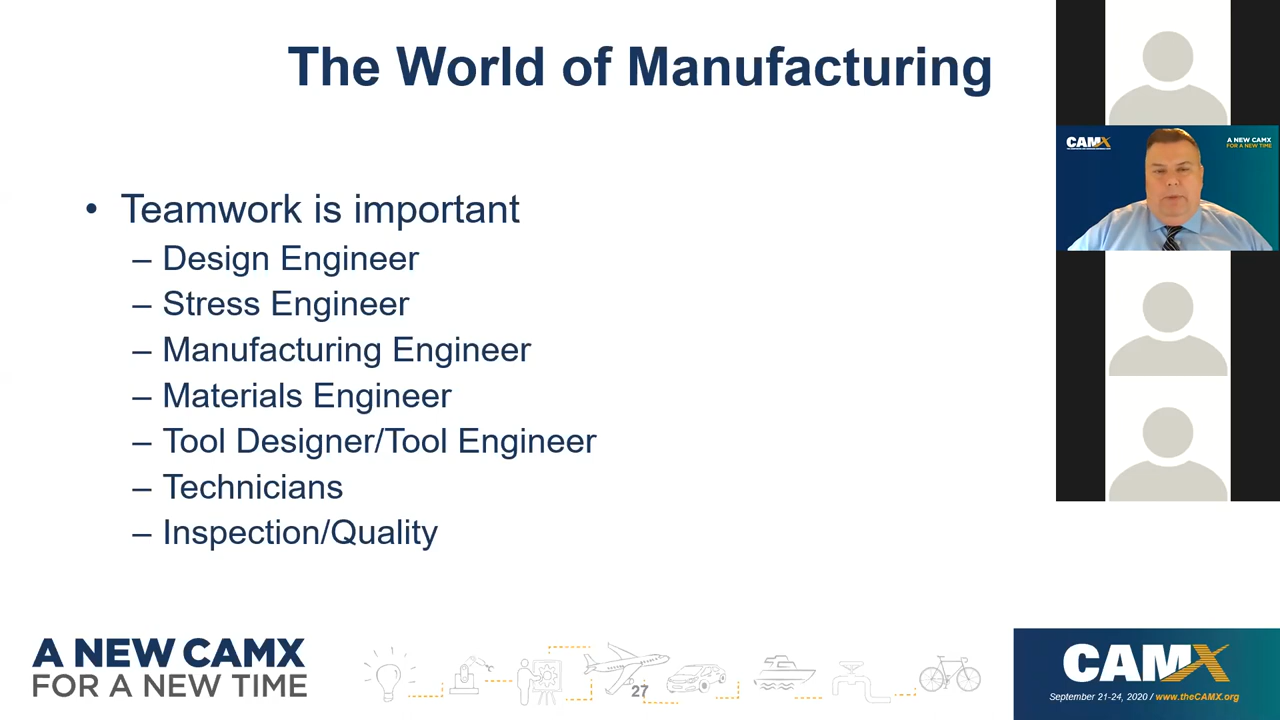 The World of Manufacturing
• Teamwork is important
– Design Engineer
– Stress Engineer
– Manufacturing Engineer
– Materials Engineer
– Tool Designer/Tool Engineer
– Technicians
– Inspection/Quality
CAMX
A NEW CAMX
FOR A NEW TIME
A NEW CAMX
FOR A NEW TIME
27
CAMX
September 21-24, 2020 / www.theCAMX.org